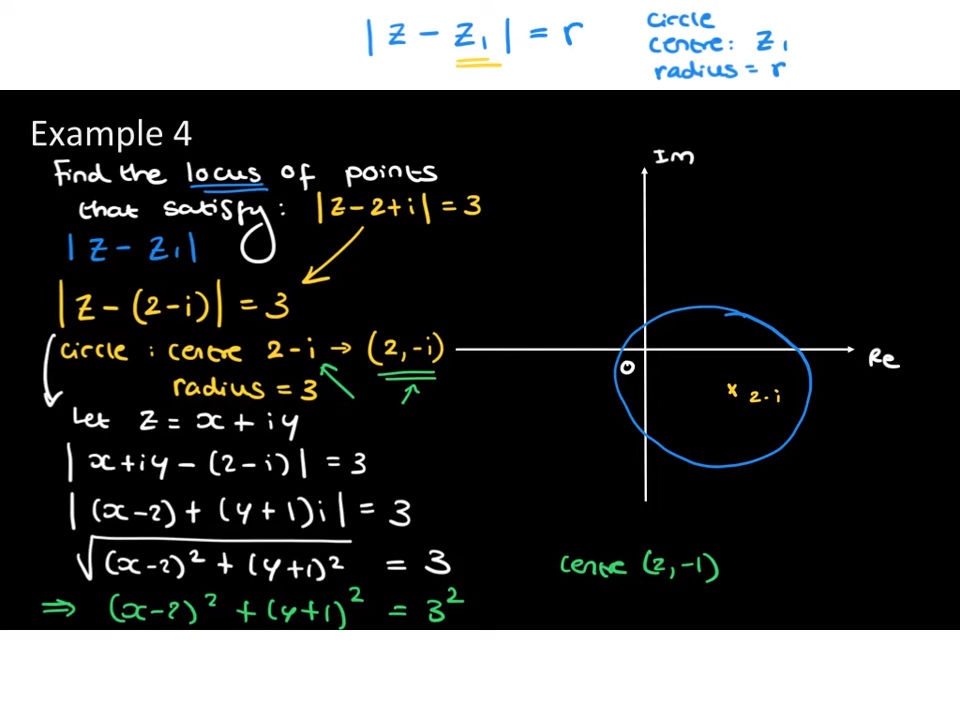 |z - z₁| = r
circle
centre: z₁
radius = r
Example 4
Find the locus of points
that satisfy: |z-2+i| = 3
|z - z₁|
|z - (2-i)| = 3
circle : centre 2-i → (2,-i)
radius = 3
Let z = x + iy
|x+iy - (2-i)| = 3
|(x-2) + (y+1)i| = 3
√(x-2)² + (y+1)² = 3
⇒ (x-2)² + (y+1)² = 3²
Im
Re
O
x 2-i
centre (2,-1)